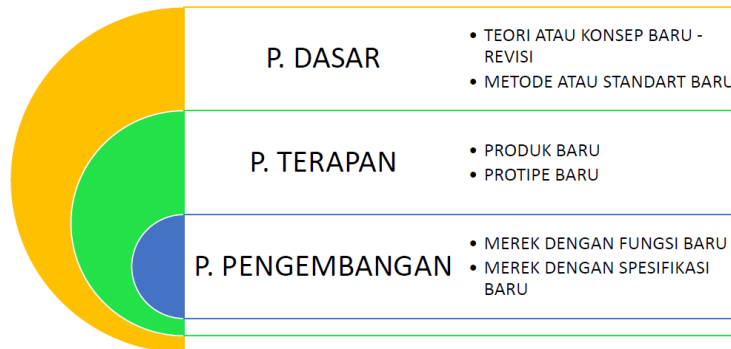 P. DASAR
• TEORI ATAU KONSEP BARU -
REVISI
• METODE ATAU STANDART BARU
P. TERAPAN
• PRODUK BARU
• PROTIPE BARU
P. PENGEMBANGAN
• MEREK DENGAN FUNGSI BARU
• MEREK DENGAN SPESIFIKASI
BARU